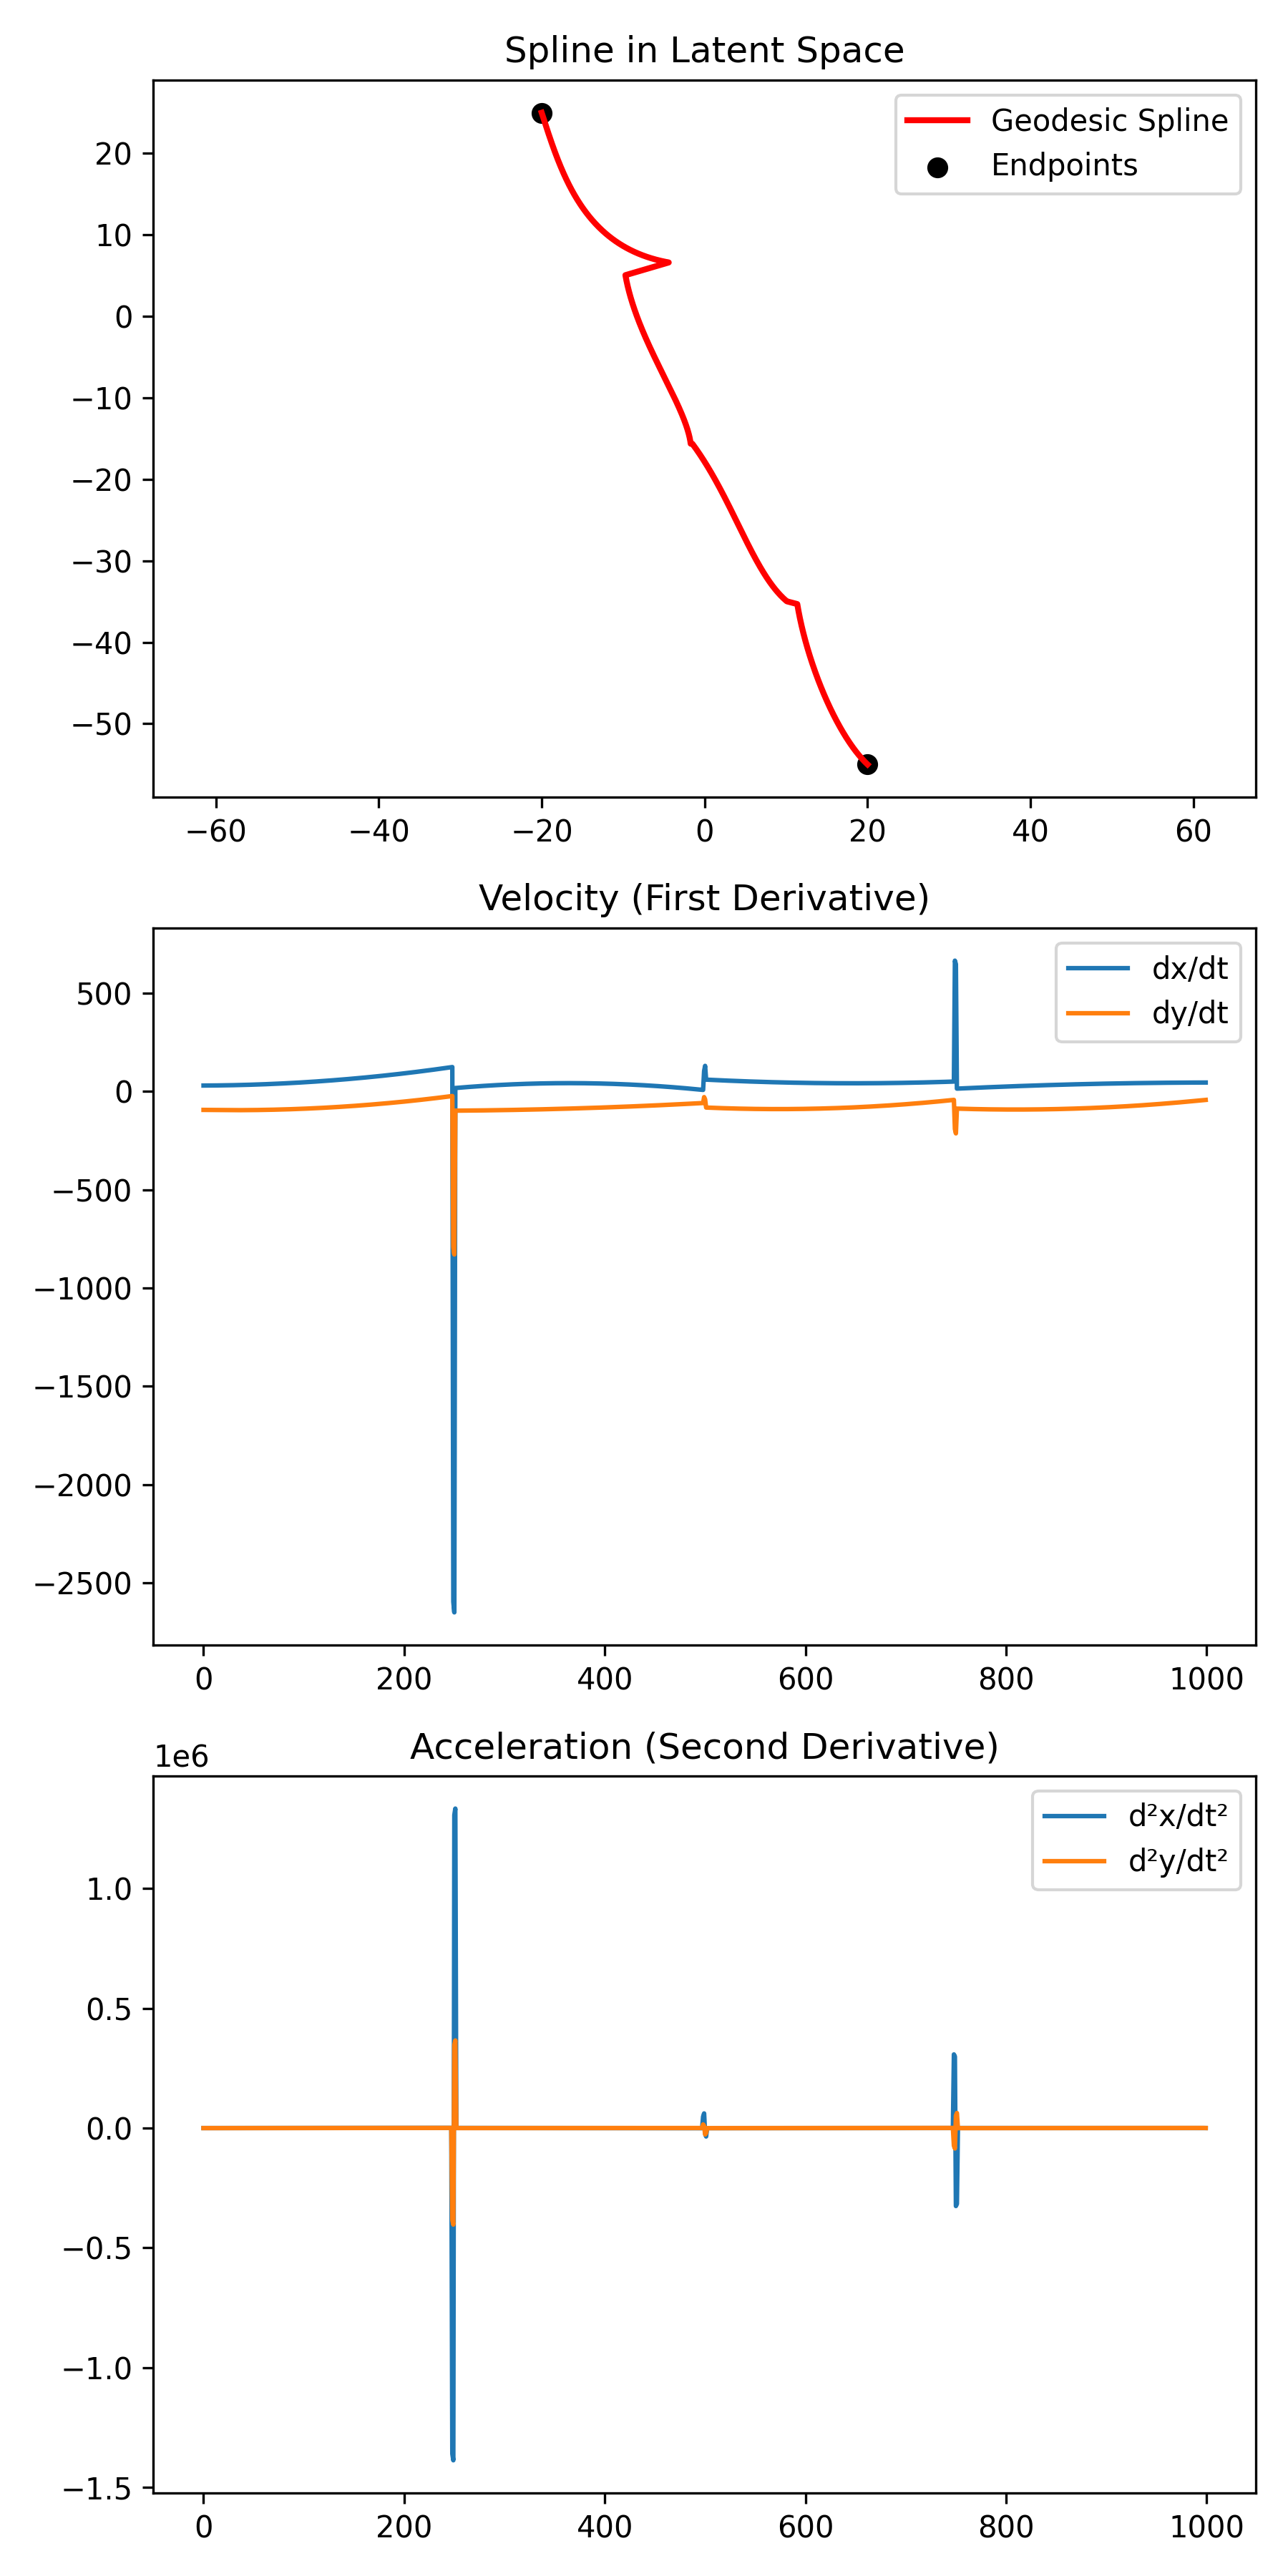 Spline in Latent Space
Geodesic Spline
Endpoints
20
10
0
−10
−20
−30
−40
−50
−60 −40 −20 0 20 40 60
Velocity (First Derivative)
dx/dt
dy/dt
500
0
−500
−1000
−1500
−2000
−2500
0 200 400 600 800 1000
Acceleration (Second Derivative)
1e6
d²x/dt²
d²y/dt²
1.0
0.5
0.0
−0.5
−1.0
−1.5
0 200 400 600 800 1000